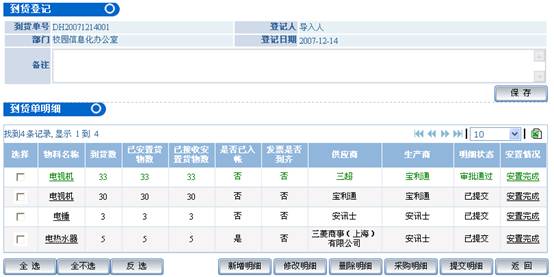 到货登记
到货单号 DH20071214001 登记人 导入人
部门 校园信息化办公室 登记日期 2007-12-14
备注
保 存
到货单明细
找到4条记录,显示 1 到 4 10
选择 物料名称 到货数 已安置货物数 已接收安置货物数 是否已入帐 发票是否到齐 供应商 生产商 明细状态 安置情况
电视机 33 33 33 否 否 三超 宝利通 审批通过 安置完成
电视机 30 30 30 否 否 宝利通 宝利通 已提交 安置完成
电锤 3 3 3 否 否 安讯士 安讯士 已提交 安置完成
电热水器 5 5 5 是 否 三菱商事(上海)有限公司 安讯士 已提交 安置完成
全 选 全不选 反 选 新增明细 修改明细 删除明细 采购明细 提交明细 返 回